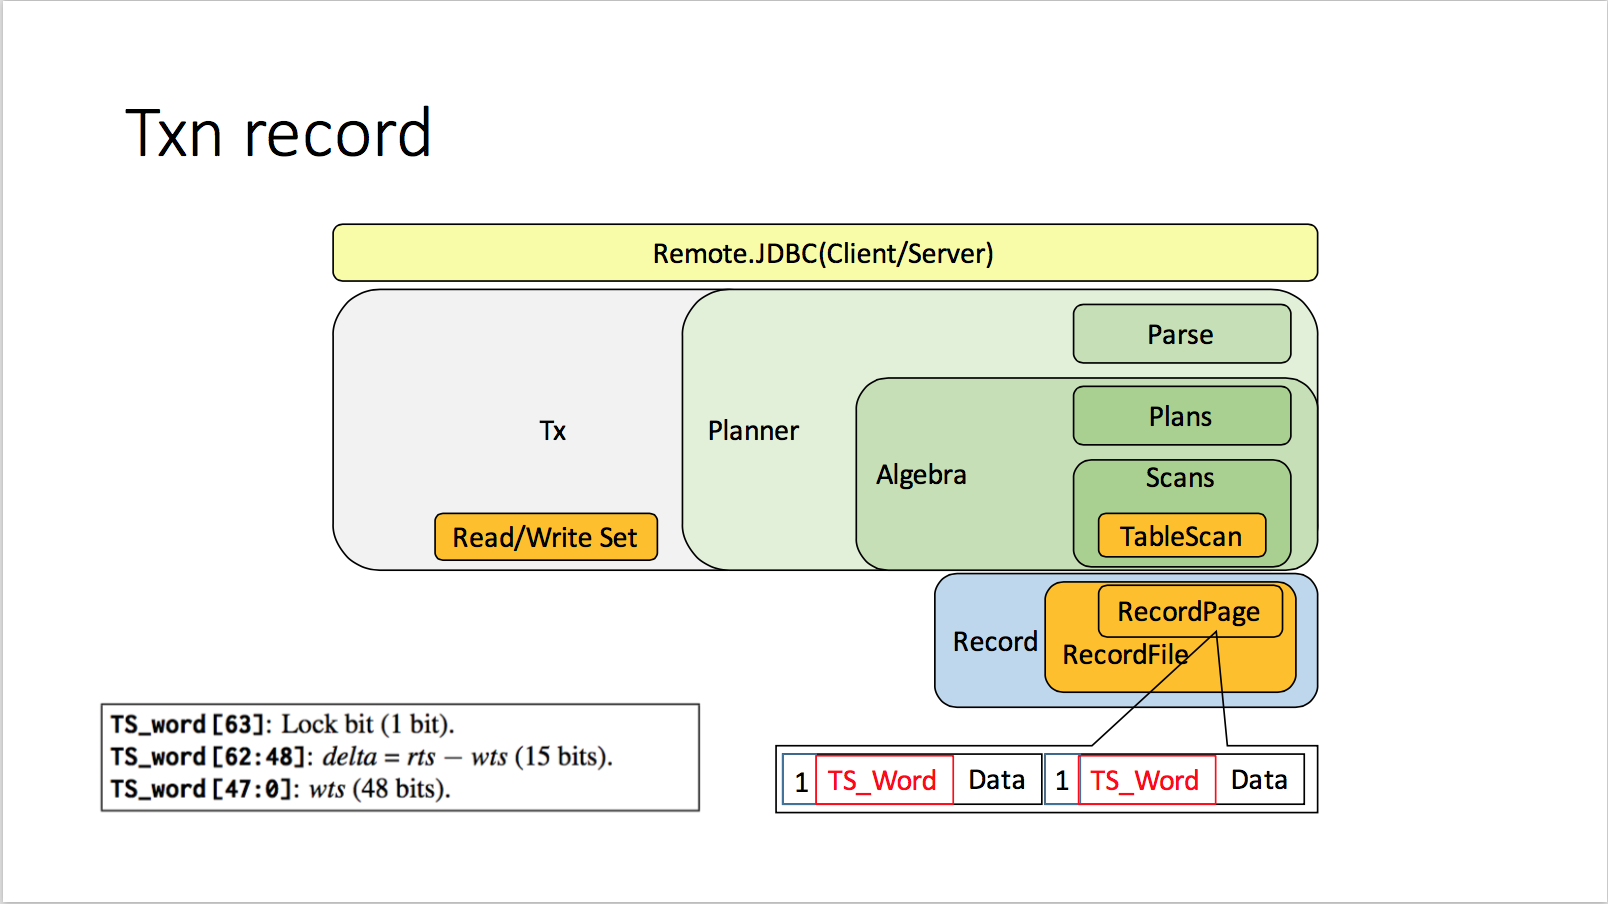 Txn record
Remote.JDBC(Client/Server)
Parse
Plans
Tx
Planner
Algebra
Scans
Read/Write Set
TableScan
RecordPage
Record
RecordFile
TS_word[63]: Lock bit (1 bit).
TS_word[62:48]: delta = rts − wts (15 bits).
TS_word[47:0]: wts (48 bits).
1 TS_Word Data 1 TS_Word Data